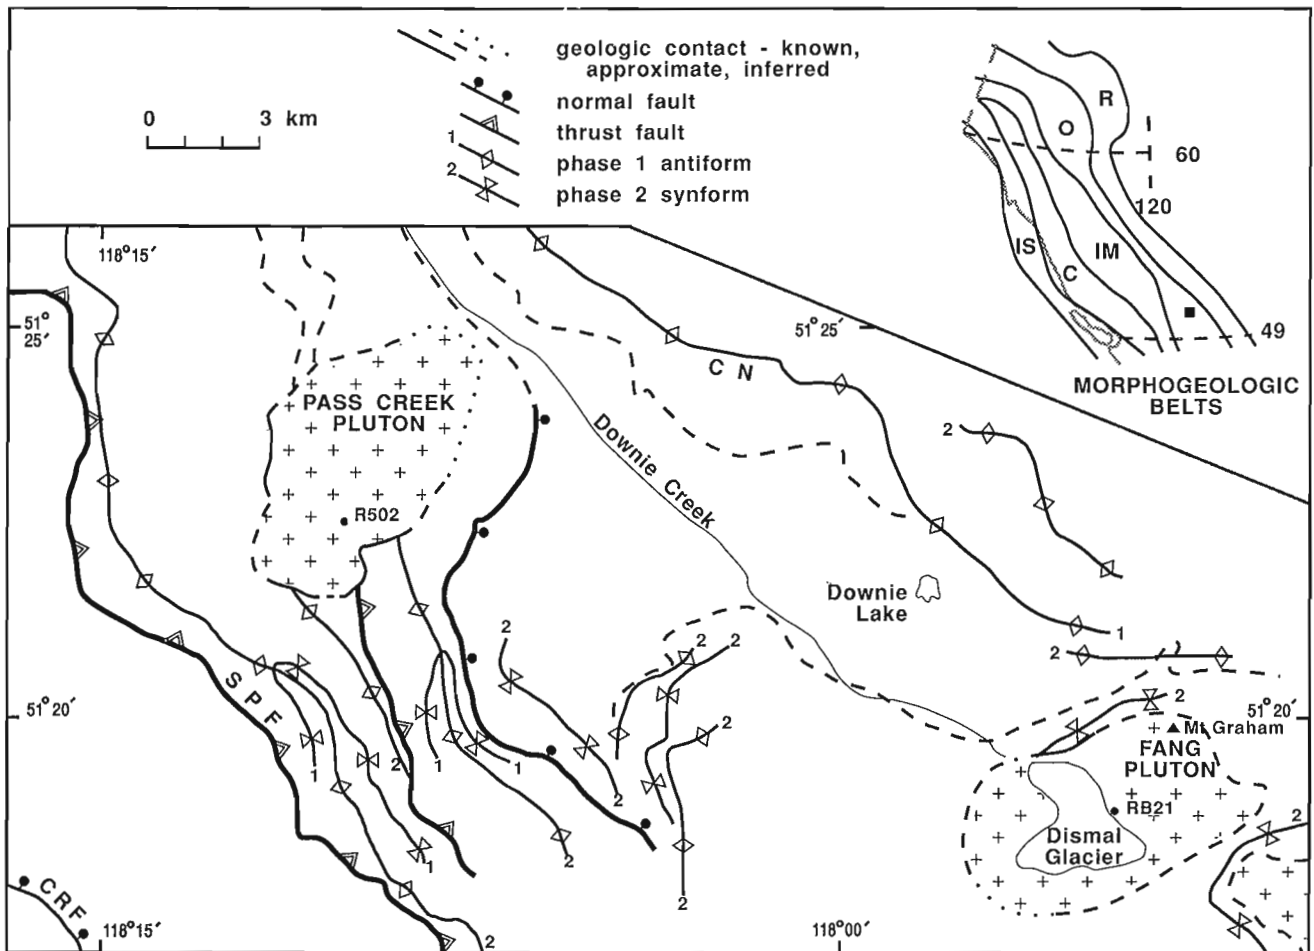 geologic contact - known,
approximate, inferred
normal fault
0 3 km
thrust fault
1
phase 1 antiform
2
phase 2 synform
R
O
60
120
IS
C
IM
49
MORPHOGEOLOGIC
BELTS
118°15′
51°
25′
51°25′
C N
PASS CREEK
PLUTON
R502
Downie Creek
2
Downie
Lake
1
2
2
2
2
SPF
51°20′
2
51°20′
2
Mt Graham
FANG
PLUTON
RB21
Dismal
Glacier
1
2
1
1
2
2
1
2
2
CRF
118°15′
2
118°00′